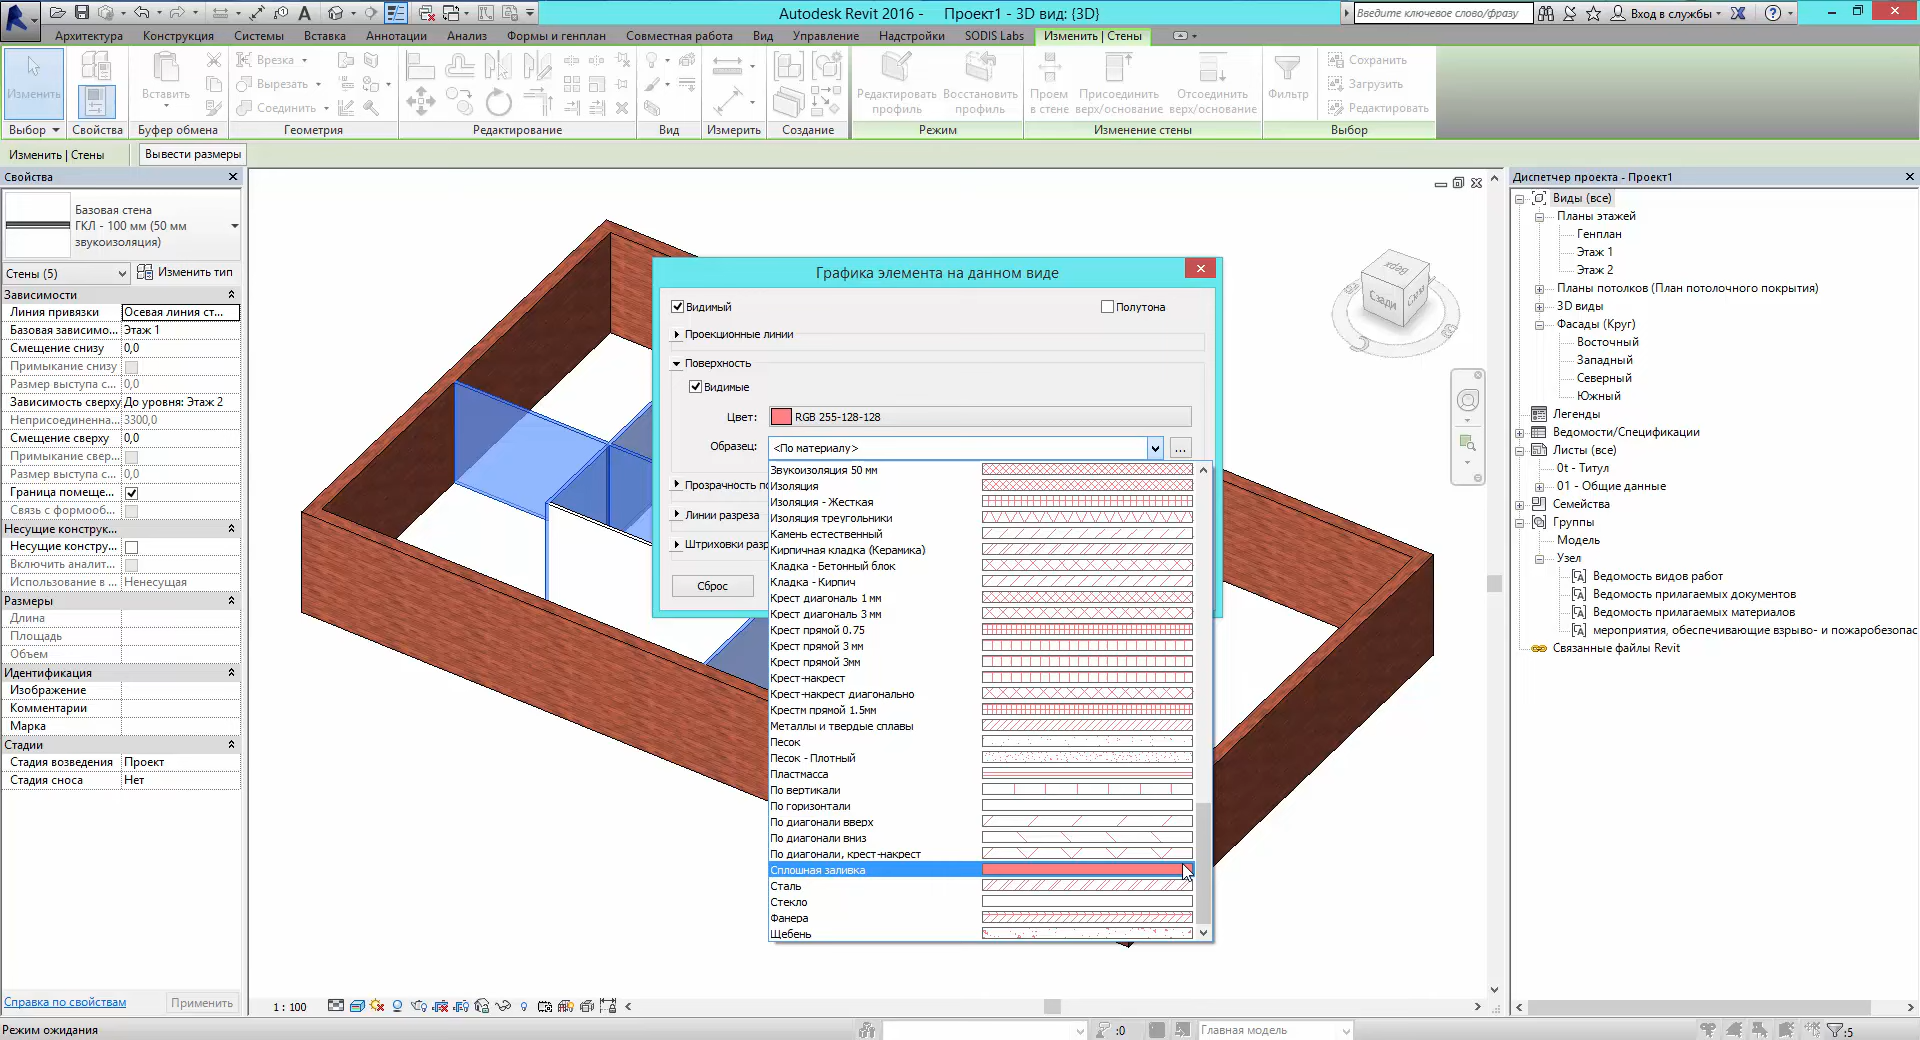 Autodesk Revit 2016 - Проект1 - 3D вид: {3D}
Введите ключевое слово/фразу
Вход в службы
Архитектура Конструкция Системы Вставка Аннотации Анализ Формы и генплан Совместная работа Вид Управление Надстройки SODIS Labs Изменить | Стены
Изменить
Вставить
Врезка
Вырезать
Соединить
Редактировать профиль
Восстановить профиль
Проем в стене
Присоединить верх/основание
Отсоединить верх/основание
Фильтр
Сохранить
Загрузить
Редактировать
Выбор Свойства Буфер обмена Геометрия Редактирование Вид Измерить Создание Режим Изменение стены Выбор
Изменить | Стены Вывести размеры
Свойства
Базовая стена
ГКЛ - 100 мм (50 мм
звукоизоляция)
Стены (5) Изменить тип
Зависимости
Линия привязки Осевая линия ст...
Базовая зависимо... Этаж 1
Смещение снизу 0,0
Примыкание снизу
Размер выступа с... 0,0
Зависимость сверху До уровня: Этаж 2
Неприсоединенна... 3300,0
Смещение сверху 0,0
Примыкание свер...
Размер выступа с... 0,0
Граница помеще...
Связь с формооб...
Несущие конструк...
Несущие констру...
Включить аналит...
Использование в ... Ненесущая
Размеры
Длина
Площадь
Объем
Идентификация
Изображение
Комментарии
Марка
Стадии
Стадия возведения Проект
Стадия сноса Нет
Справка по свойствам Применить
Графика элемента на данном виде
Видимый Полутона
Проекционные линии
Поверхность
Видимые
Цвет: RGB 255-128-128
Образец: <По материалу> ...
Прозрачность по
Линии разреза
Штриховки разр
Сброс
Звукоизоляция 50 мм
Изоляция
Изоляция - Жесткая
Изоляция треугольники
Камень естественный
Кирпичная кладка (Керамика)
Кладка - Бетонный блок
Кладка - Кирпич
Крест диагональ 1 мм
Крест диагональ 3 мм
Крест прямой 0.75
Крест прямой 3 мм
Крест прямой 3мм
Крест-накрест
Крест-накрест диагонально
Крестм прямой 1.5мм
Металлы и твердые сплавы
Песок
Песок - Плотный
Пластмасса
По вертикали
По горизонтали
По диагонали вверх
По диагонали вниз
По диагонали, крест-накрест
Сплошная заливка
Сталь
Стекло
Фанера
Щебень
Верх
Сзади
Диспетчер проекта - Проект1
Виды (все)
Планы этажей
Генплан
Этаж 1
Этаж 2
Планы потолков (План потолочного покрытия)
3D виды
Фасады (Круг)
Восточный
Западный
Северный
Южный
Легенды
Ведомости/Спецификации
Листы (все)
0t - Титул
01 - Общие данные
Семейства
Группы
Модель
Узел
Ведомость видов работ
Ведомость прилагаемых документов
Ведомость прилагаемых материалов
мероприятия, обеспечивающие взрыво- и пожаробезопас
Связанные файлы Revit
1 : 100
Режим ожидания
:0
Главная модель
:5